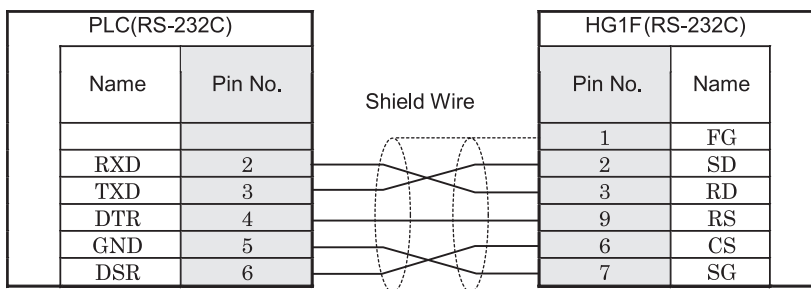 PLC(RS-232C) HG1F(RS-232C)
Name Pin No. Shield Wire Pin No. Name
1 FG
RXD 2 2 SD
TXD 3 3 RD
DTR 4 9 RS
GND 5 6 CS
DSR 6 7 SG